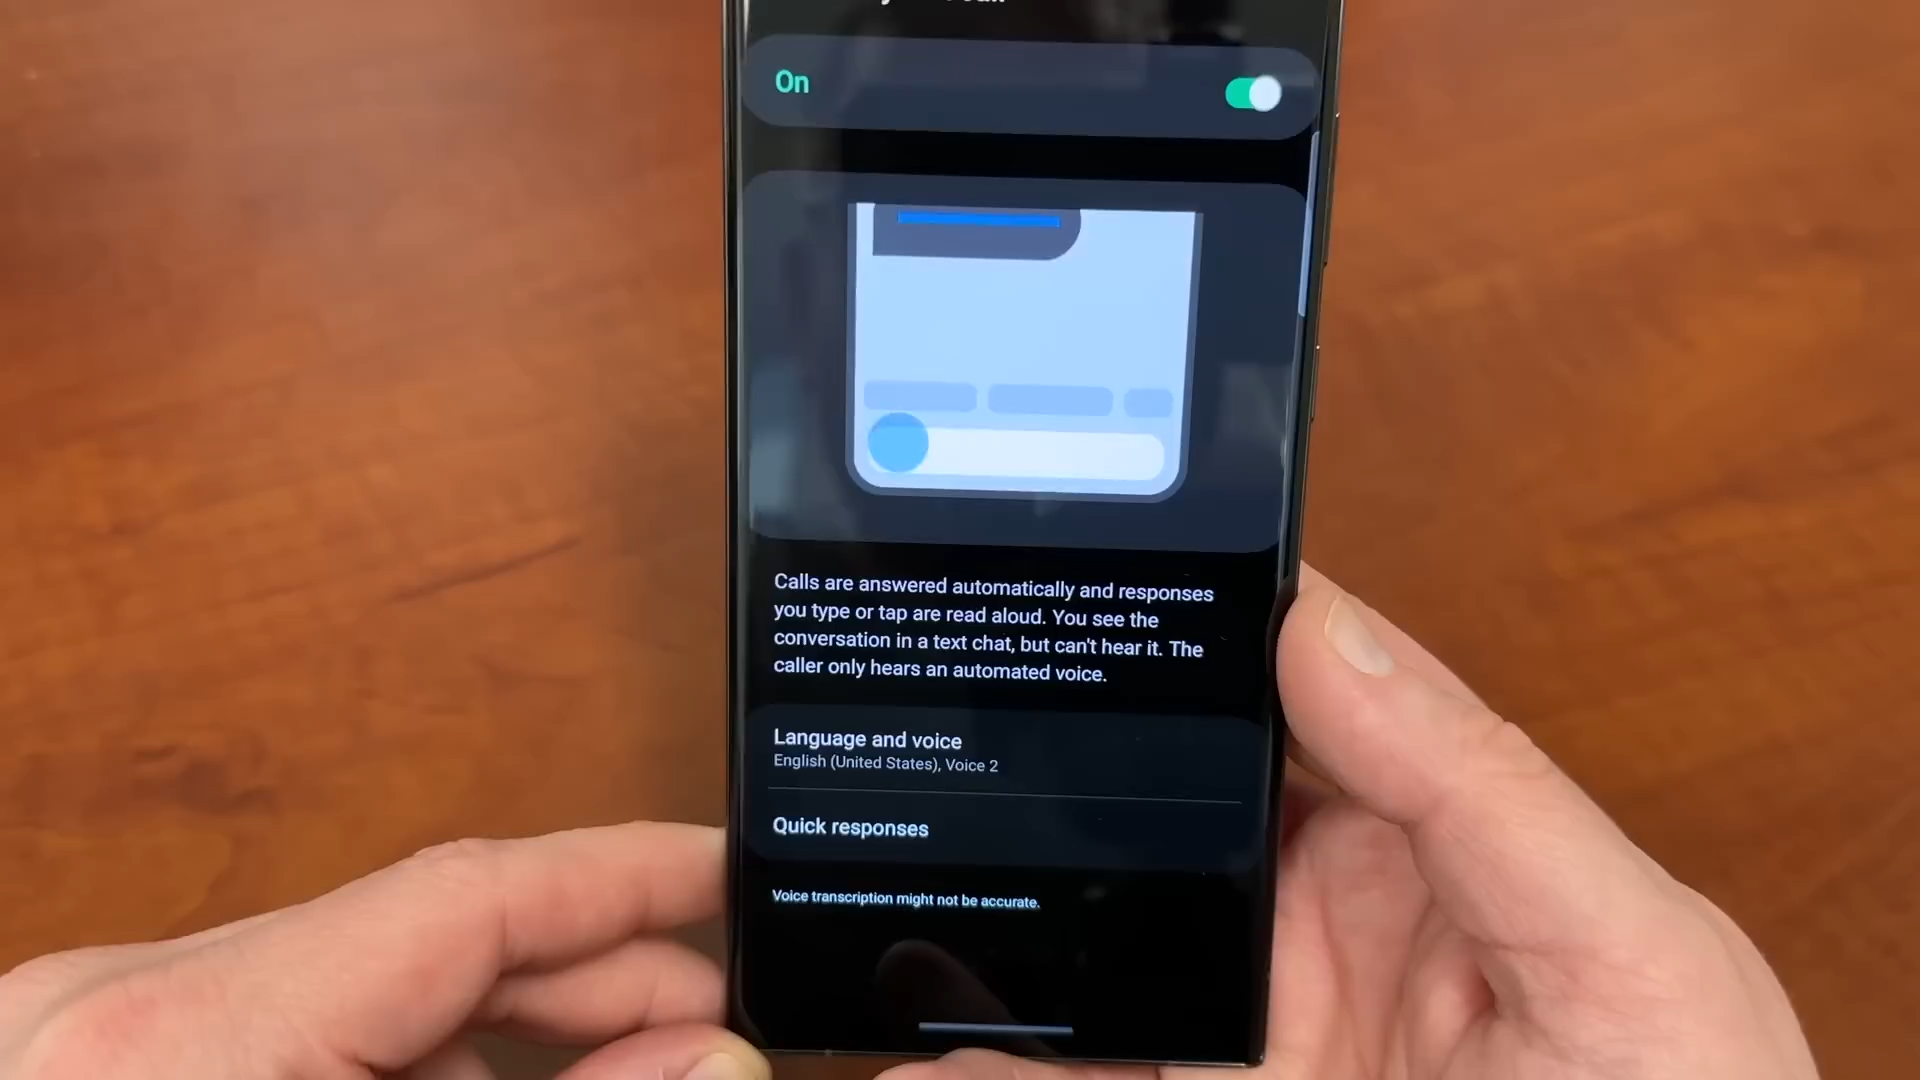 On
Calls are answered automatically and responses
you type or tap are read aloud. You see the
conversation in a text chat, but can't hear it. The
caller only hears an automated voice.
Language and voice
English (United States), Voice 2
Quick responses
Voice transcription might not be accurate.